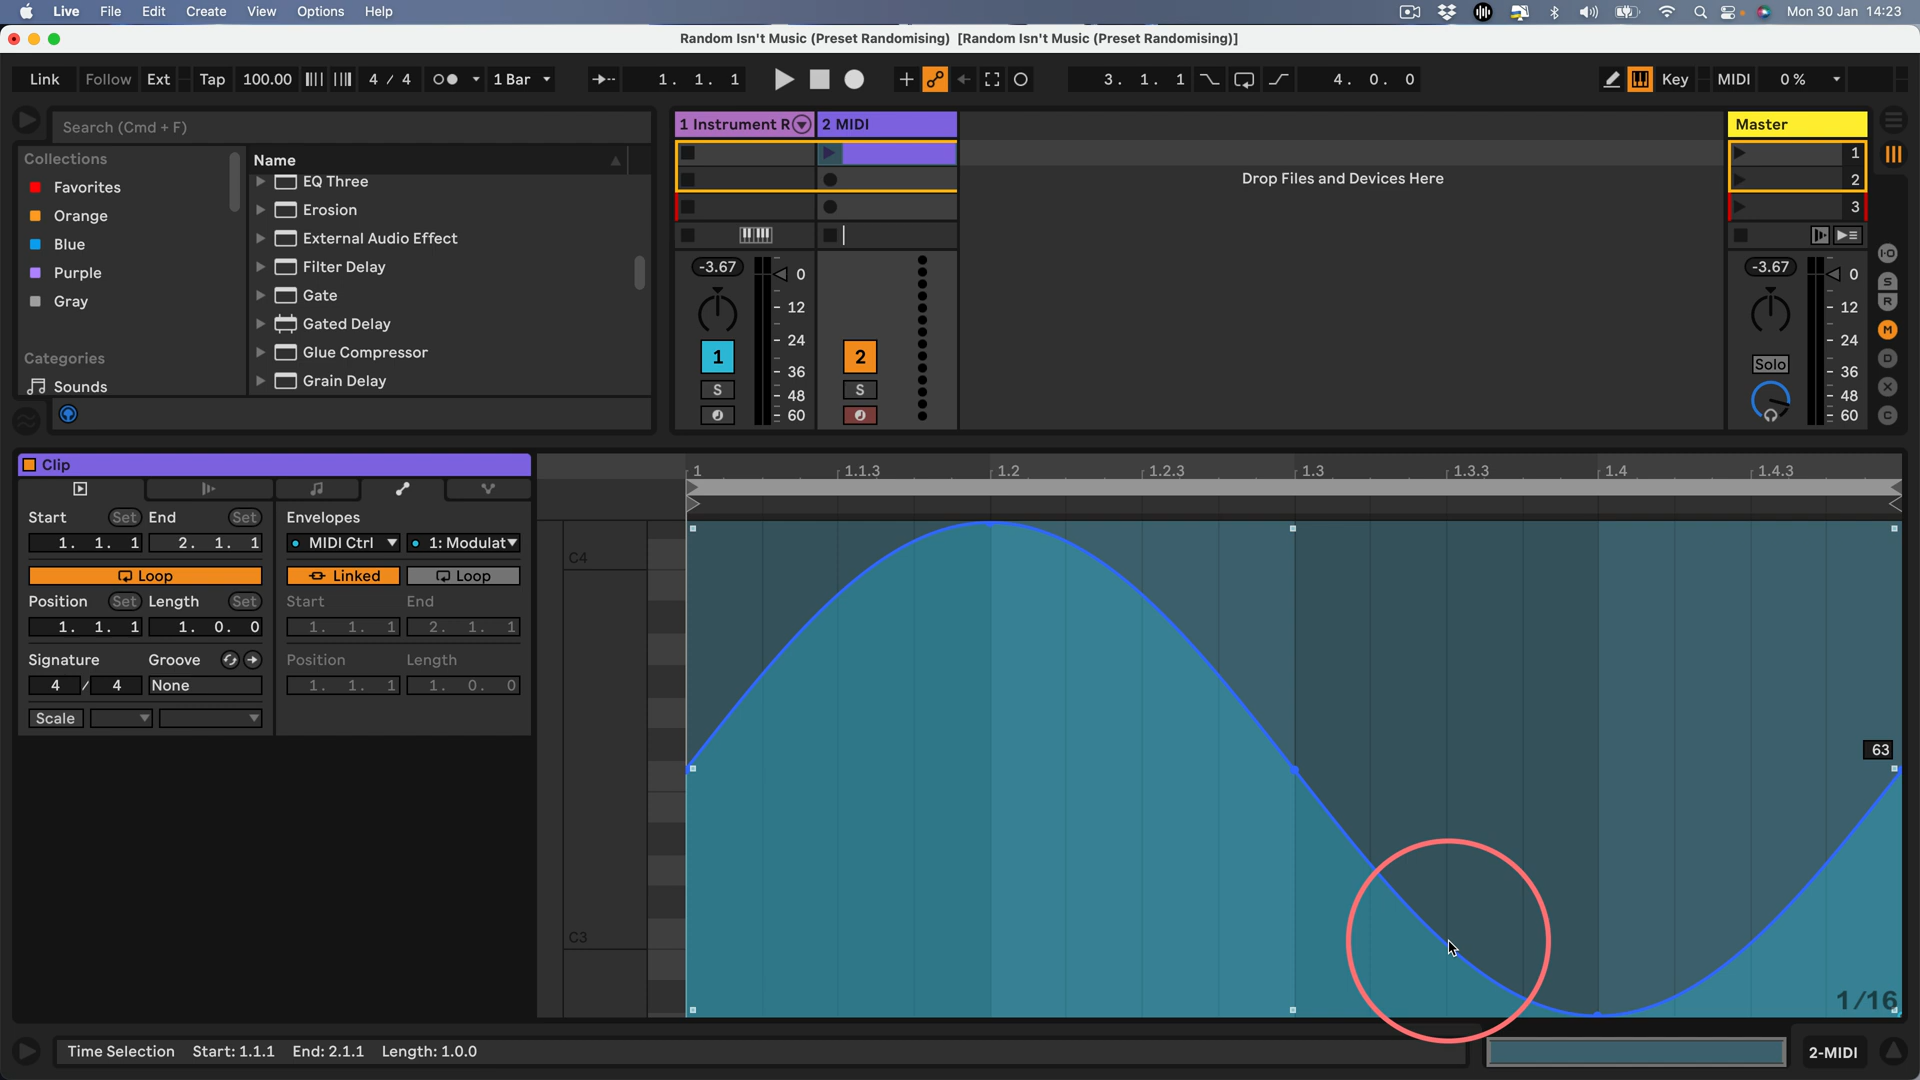 Live File Edit Create View Options Help Mon 30 Jan 14:23
Random Isn't Music (Preset Randomising) [Random Isn't Music (Preset Randomising)]
Link Follow Ext Tap 100.00 4 / 4 1 Bar 1. 1. 1 3. 1. 1 4. 0. 0 Key MIDI 0 %
Search (Cmd + F)
Collections
Favorites
Orange
Blue
Purple
Gray
Categories
Sounds
Name
EQ Three
Erosion
External Audio Effect
Filter Delay
Gate
Gated Delay
Glue Compressor
Grain Delay
1 Instrument R 2 MIDI Master
1
Drop Files and Devices Here 2
3
-3.67 0 -3.67 0
12 12
24 24
1 2 Solo
36 36
S S 48 48
60 60
I·O
S
R
M
D
X
C
Clip
Start Set End Set Envelopes
1. 1. 1 2. 1. 1 MIDI Ctrl 1: Modulat
Loop Linked Loop
Position Set Length Set Start End
1. 1. 1 1. 0. 0 1. 1. 1 2. 1. 1
Signature Groove Position Length
4 / 4 None 1. 1. 1 1. 0. 0
Scale
1 1.1.3 1.2 1.2.3 1.3 1.3.3 1.4 1.4.3
C4
63
C3
1/16
Time Selection Start: 1.1.1 End: 2.1.1 Length: 1.0.0 2-MIDI